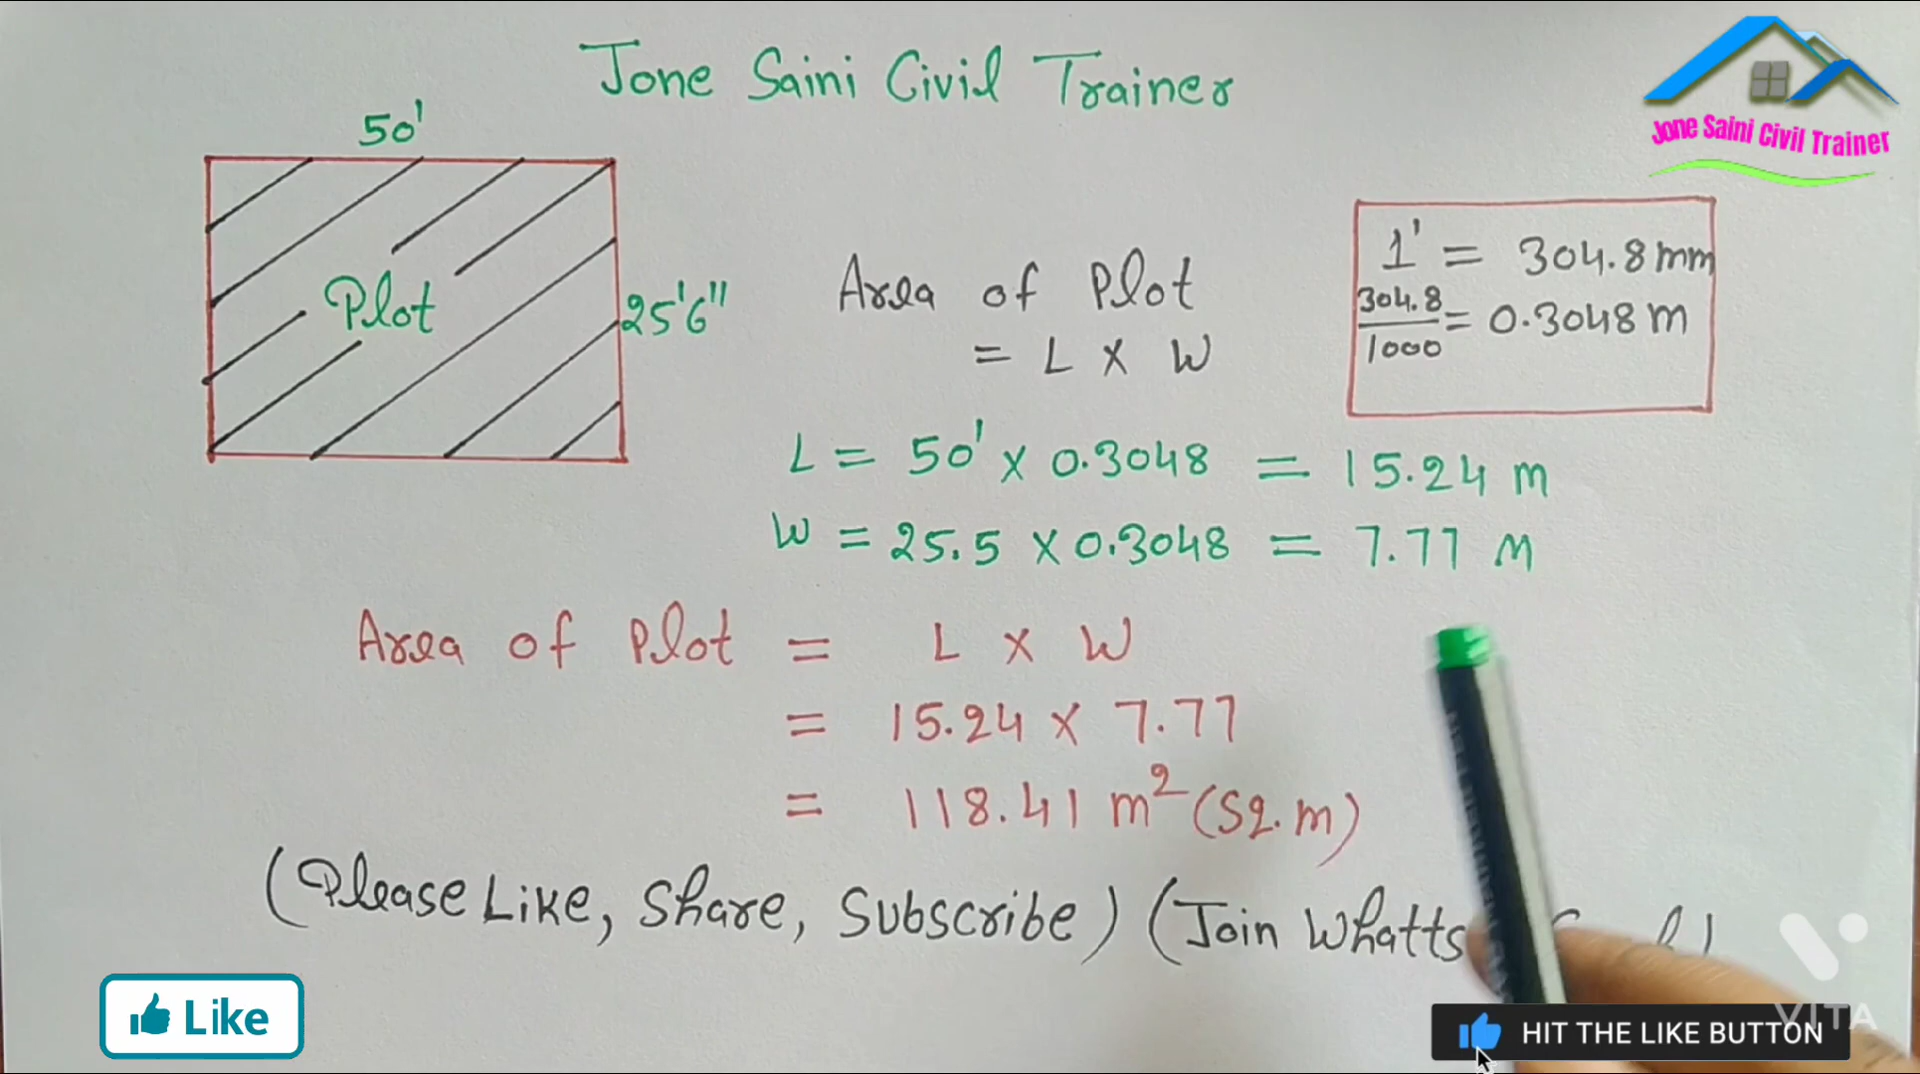 Jone Saini Civil Trainer
Jone Saini Civil Trainer
50'
Plot
25'6"
Area of Plot
= L X W
1' = 304.8 mm
304.8/1000 = 0.3048 m
L = 50' x 0.3048 = 15.24 m
W = 25.5 x 0.3048 = 7.77 m
Area of Plot = L X W
= 15.24 x 7.77
= 118.41 m² (Sq. m)
(Please Like, Share, Subscribe) (Join Whatts
Like
HIT THE LIKE BUTTON
VITA